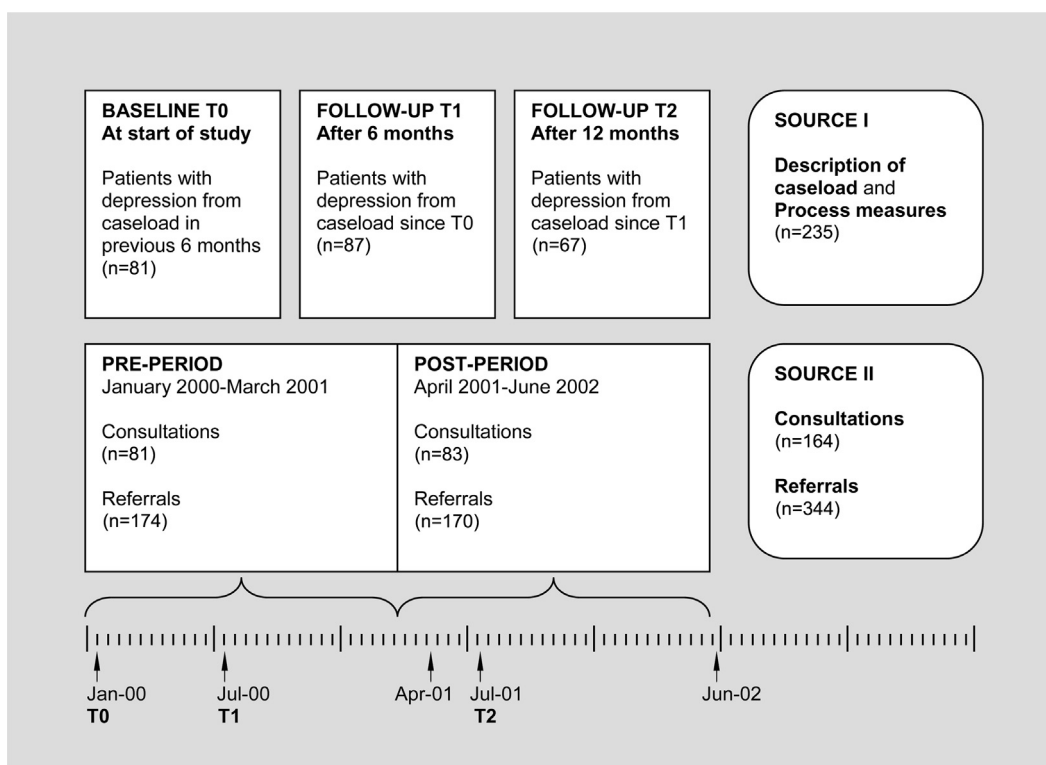 BASELINE T0
At start of study
Patients with
depression from
caseload in
previous 6 months
(n=81)
FOLLOW-UP T1
After 6 months
Patients with
depression from
caseload since T0
(n=87)
FOLLOW-UP T2
After 12 months
Patients with
depression from
caseload since T1
(n=67)
SOURCE I
Description of
caseload and
Process measures
(n=235)
PRE-PERIOD
January 2000-March 2001
Consultations
(n=81)
Referrals
(n=174)
POST-PERIOD
April 2001-June 2002
Consultations
(n=83)
Referrals
(n=170)
SOURCE II
Consultations
(n=164)
Referrals
(n=344)
Jan-00
T0
Jul-00
T1
Apr-01
Jul-01
T2
Jun-02